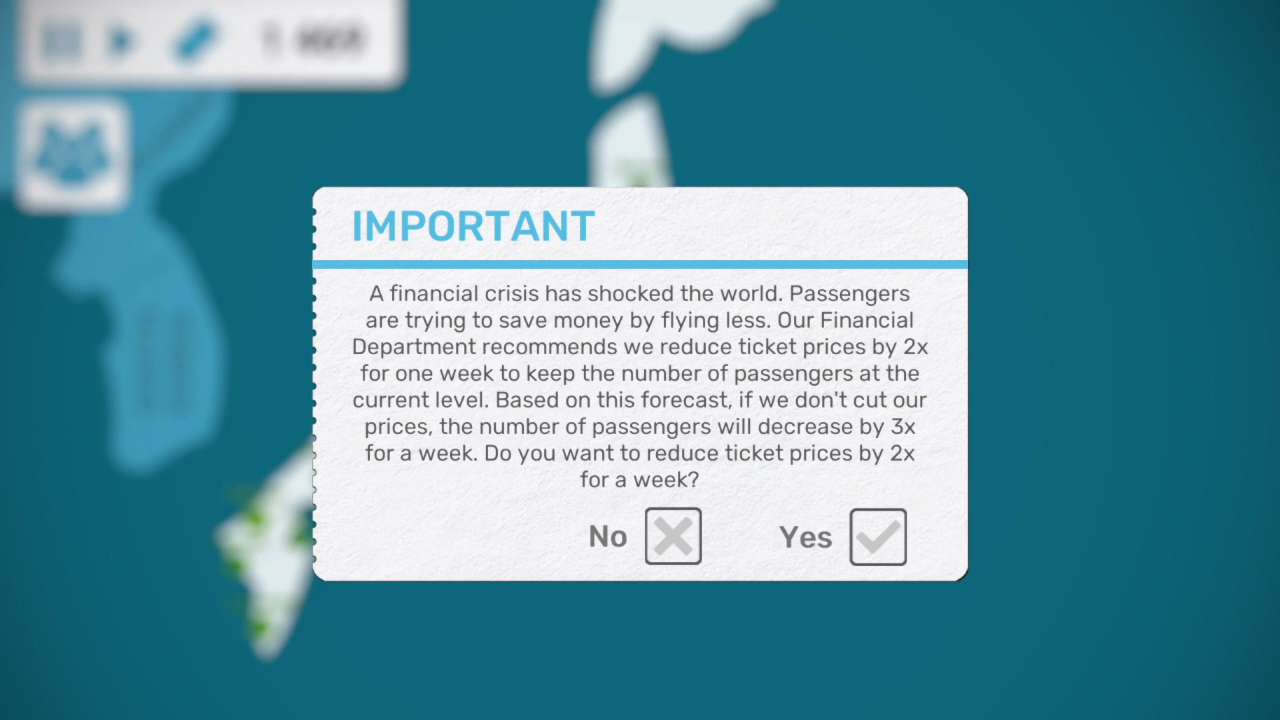 IMPORTANT
A financial crisis has shocked the world. Passengers
are trying to save money by flying less. Our Financial
Department recommends we reduce ticket prices by 2x
for one week to keep the number of passengers at the
current level. Based on this forecast, if we don't cut our
prices, the number of passengers will decrease by 3x
for a week. Do you want to reduce ticket prices by 2x
for a week?
No Yes